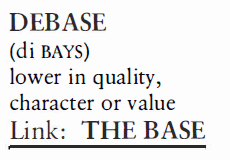 DEBASE
(di BAYS)
lower in quality,
character or value
Link: THE BASE